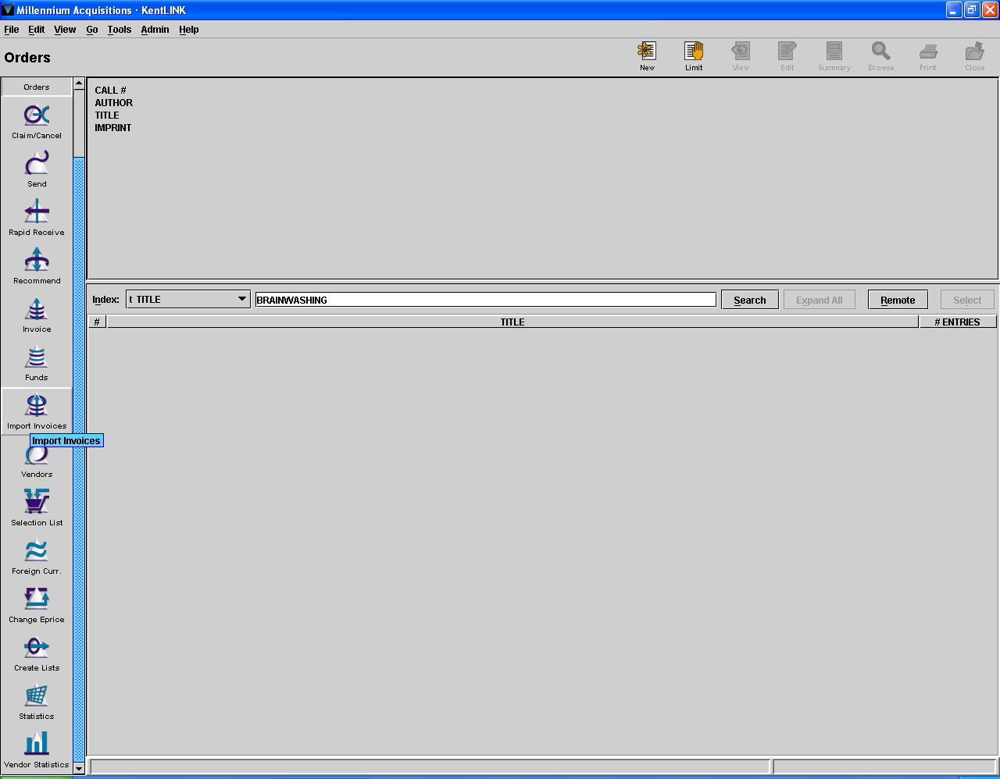 Millennium Acquisitions · KentLINK
File Edit View Go Tools Admin Help
Orders
New Limit View Edit Summary Browse Print Close
Orders
Claim/Cancel
Send
Rapid Receive
Recommend
Invoice
Funds
Import Invoices
Import Invoices
Vendors
Selection List
Foreign Curr.
Change Eprice
Create Lists
Statistics
Vendor Statistics
CALL #
AUTHOR
TITLE
IMPRINT
Index: t TITLE BRAINWASHING Search Expand All Remote Select
# TITLE # ENTRIES